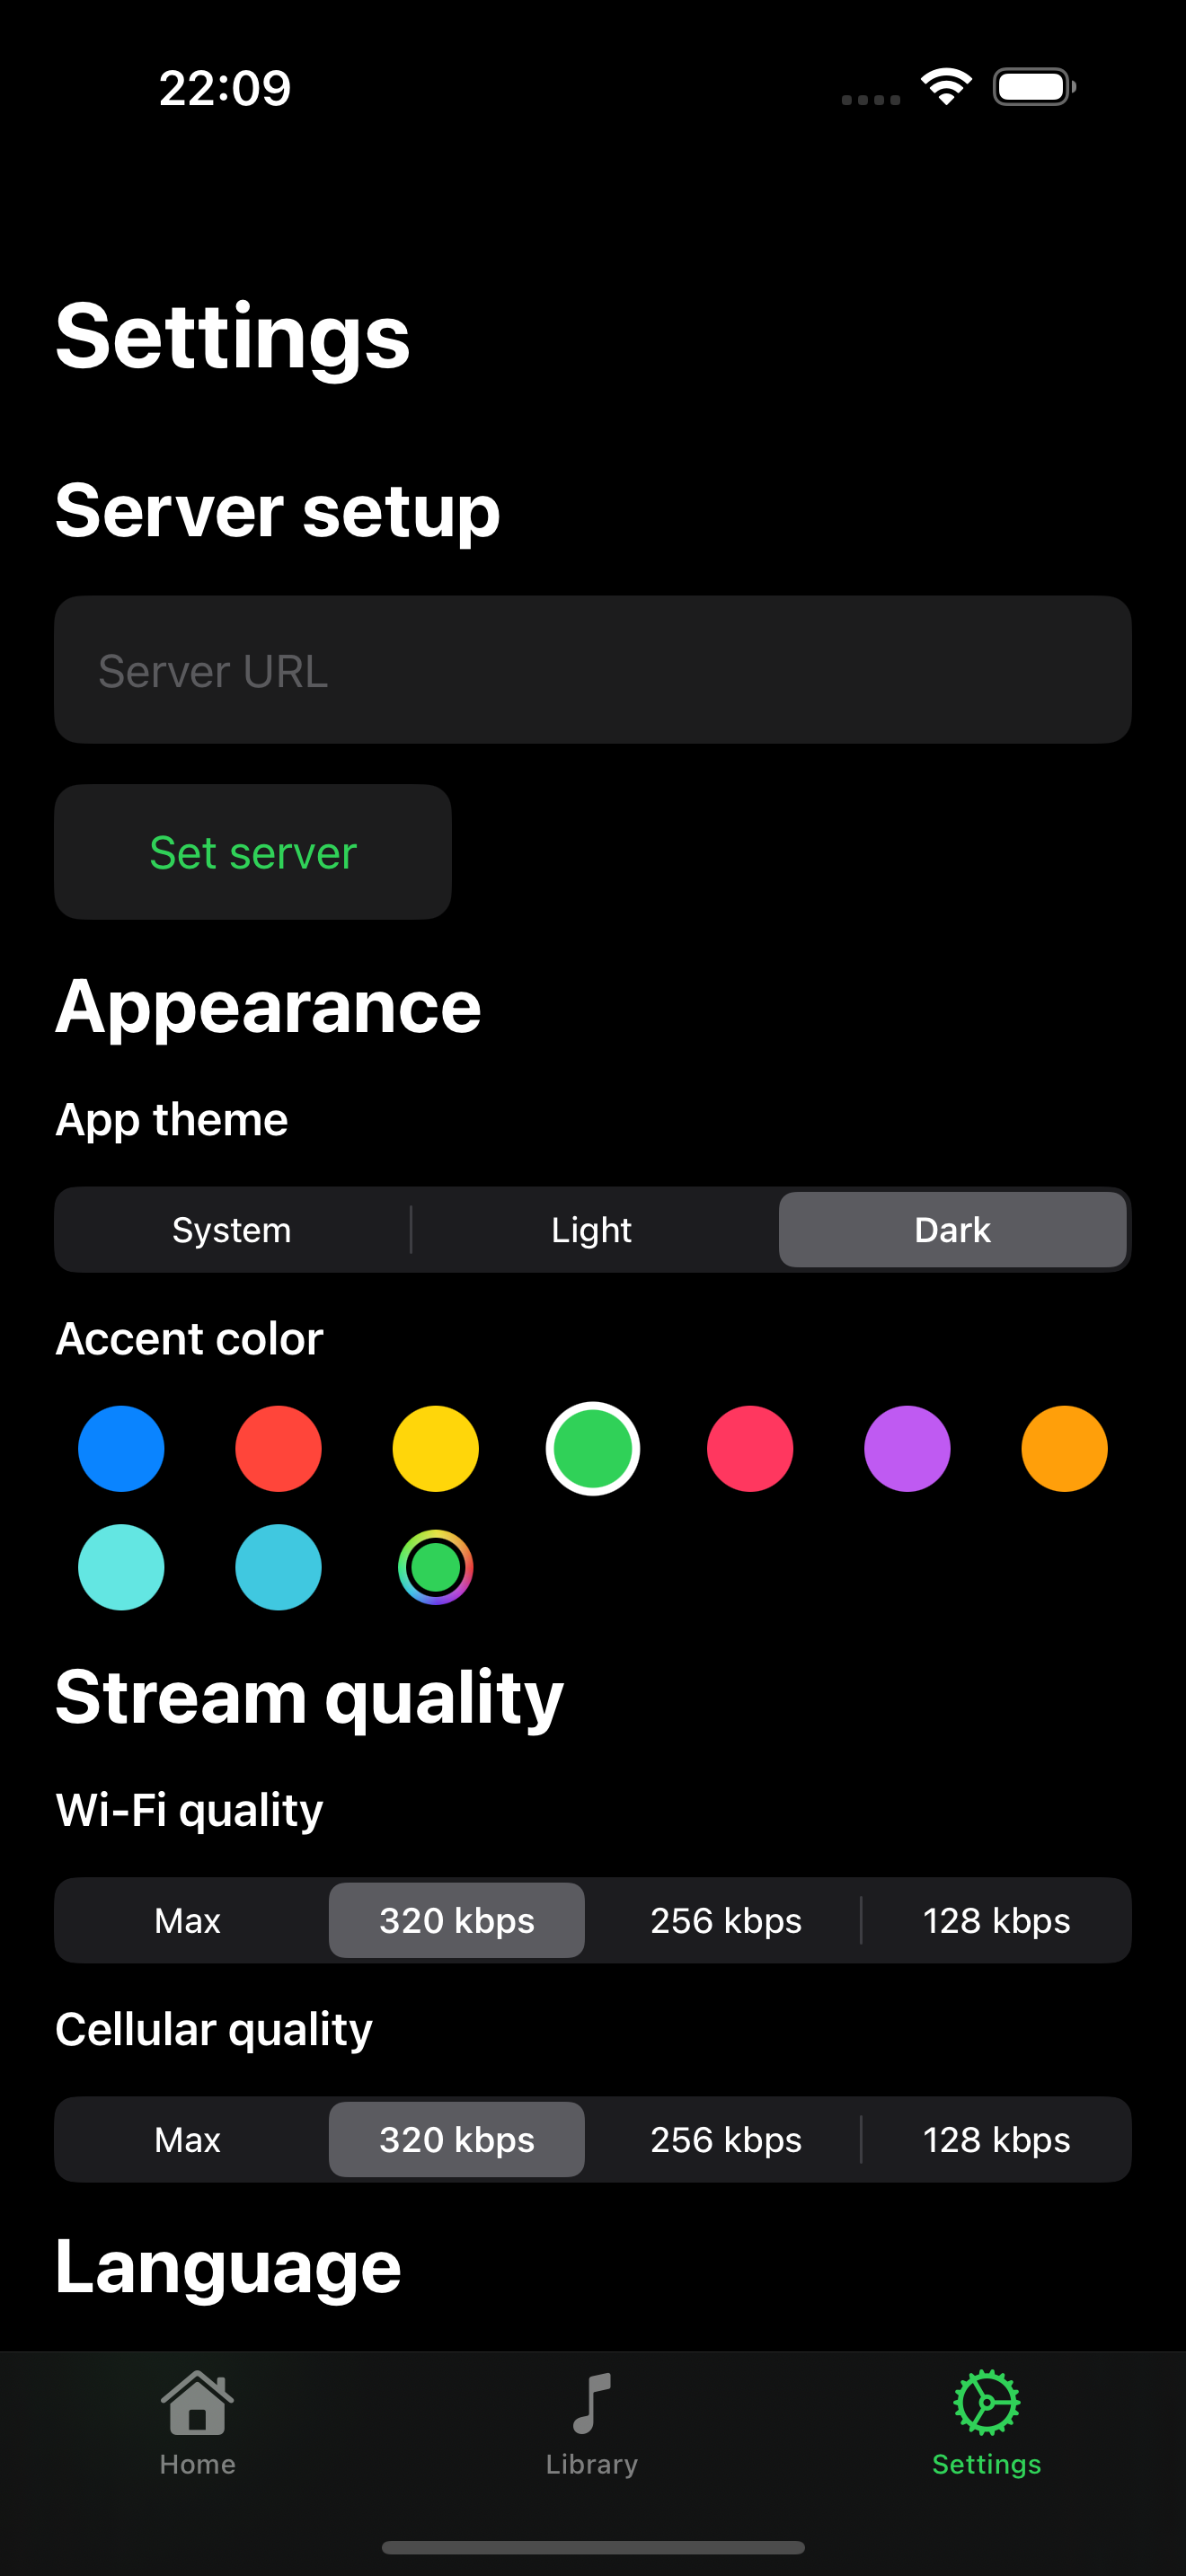 22:09
Settings
Server setup
Server URL
Set server
Appearance
App theme
System Light Dark
Accent color
Stream quality
Wi-Fi quality
Max 320 kbps 256 kbps 128 kbps
Cellular quality
Max 320 kbps 256 kbps 128 kbps
Language
Home Library Settings